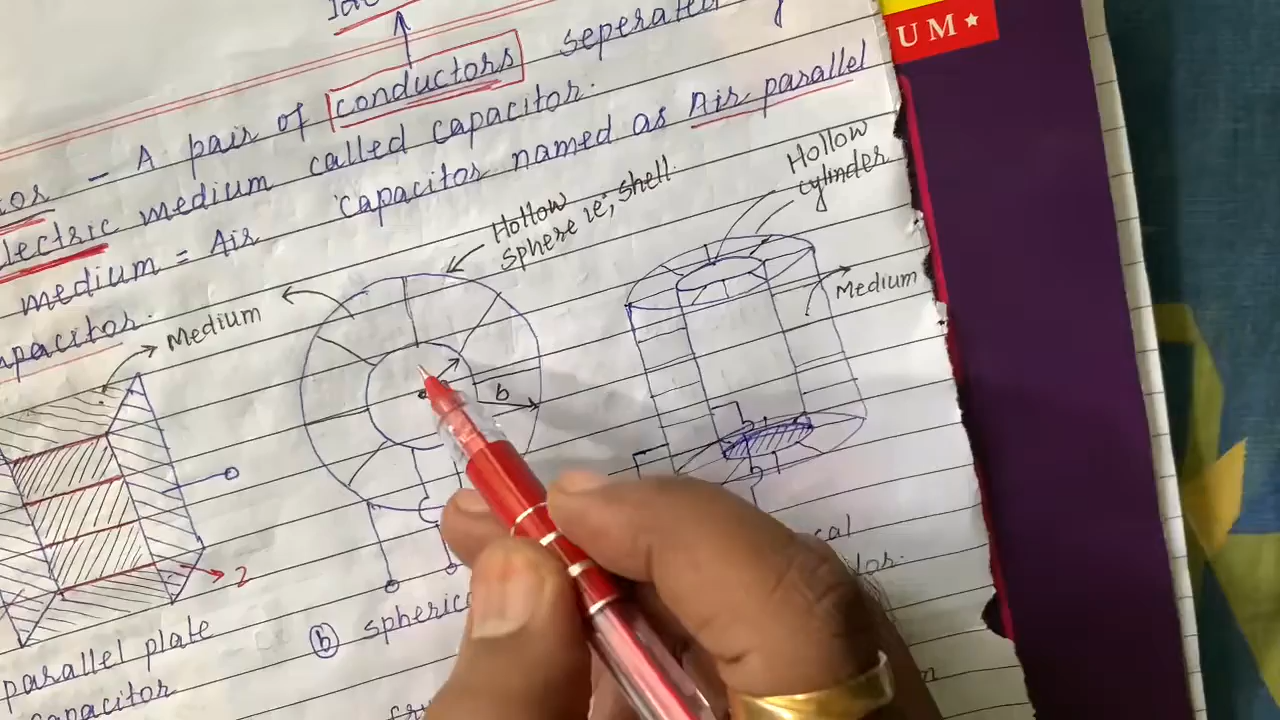 conductors seperated
- A pair of
electric medium called capacitor.
medium = Air capacitor named as Air parallel
capacitor.
Medium
Hollow
sphere ie; shell
Hollow
cylinder
Medium
b
2
parallel plate
capacitor
(b) spheric
cal
tor.
UM